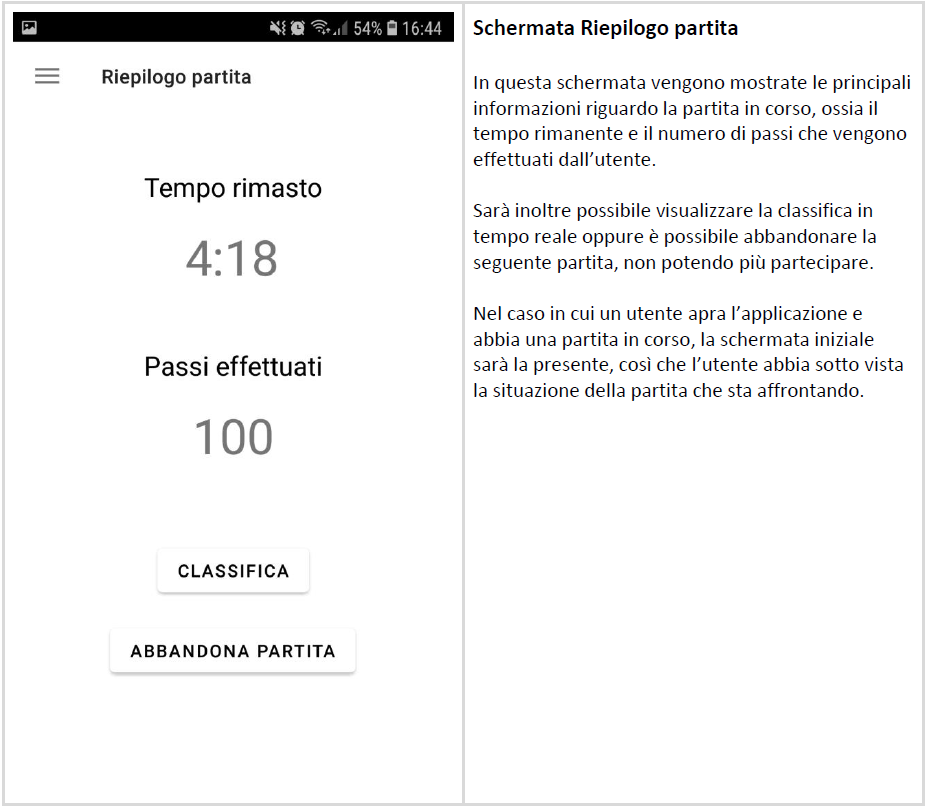 54% 16:44
Riepilogo partita
Tempo rimasto
4:18
Passi effettuati
100
CLASSIFICA
ABBANDONA PARTITA
Schermata Riepilogo partita
In questa schermata vengono mostrate le principali
informazioni riguardo la partita in corso, ossia il
tempo rimanente e il numero di passi che vengono
effettuati dall’utente.
Sarà inoltre possibile visualizzare la classifica in
tempo reale oppure è possibile abbandonare la
seguente partita, non potendo più partecipare.
Nel caso in cui un utente apra l’applicazione e
abbia una partita in corso, la schermata iniziale
sarà la presente, così che l’utente abbia sotto vista
la situazione della partita che sta affrontando.